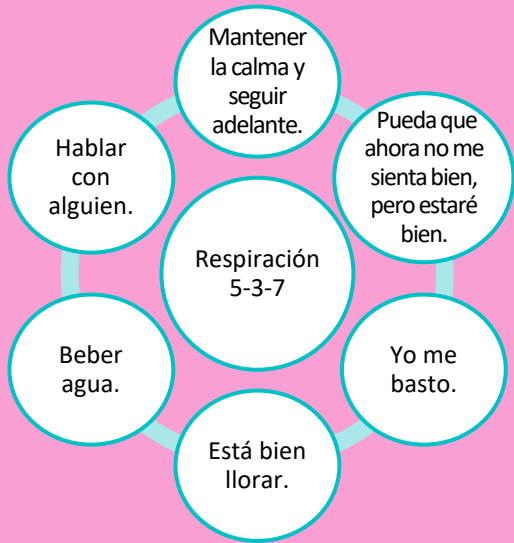 Mantener
la calma y
seguir
adelante.
Pueda que
ahora no me
sienta bien,
pero estaré
bien.
Yo me
basto.
Está bien
llorar.
Beber
agua.
Hablar
con
alguien.
Respiración
5-3-7